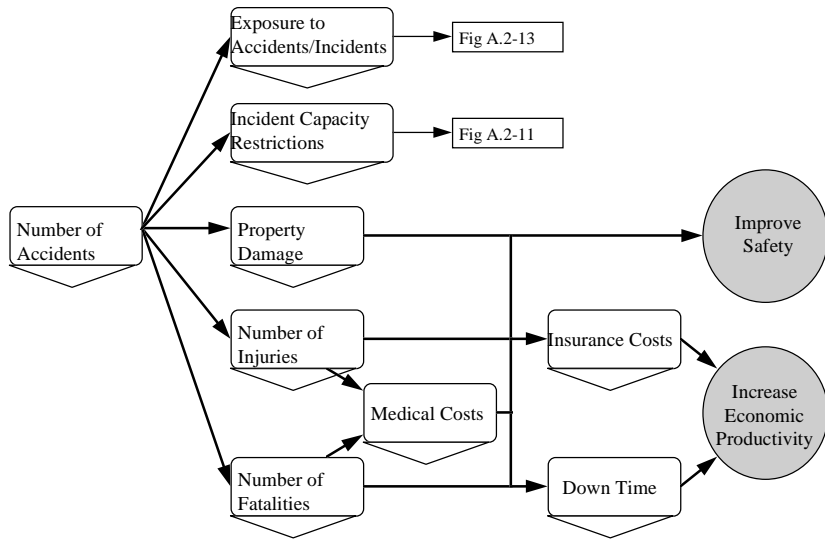 Exposure to
Accidents/Incidents
Fig A.2-13
Incident Capacity
Restrictions
Fig A.2-11
Number of
Accidents
Property
Damage
Improve
Safety
Number of
Injuries
Insurance Costs
Medical Costs
Increase
Economic
Productivity
Number of
Fatalities
Down Time